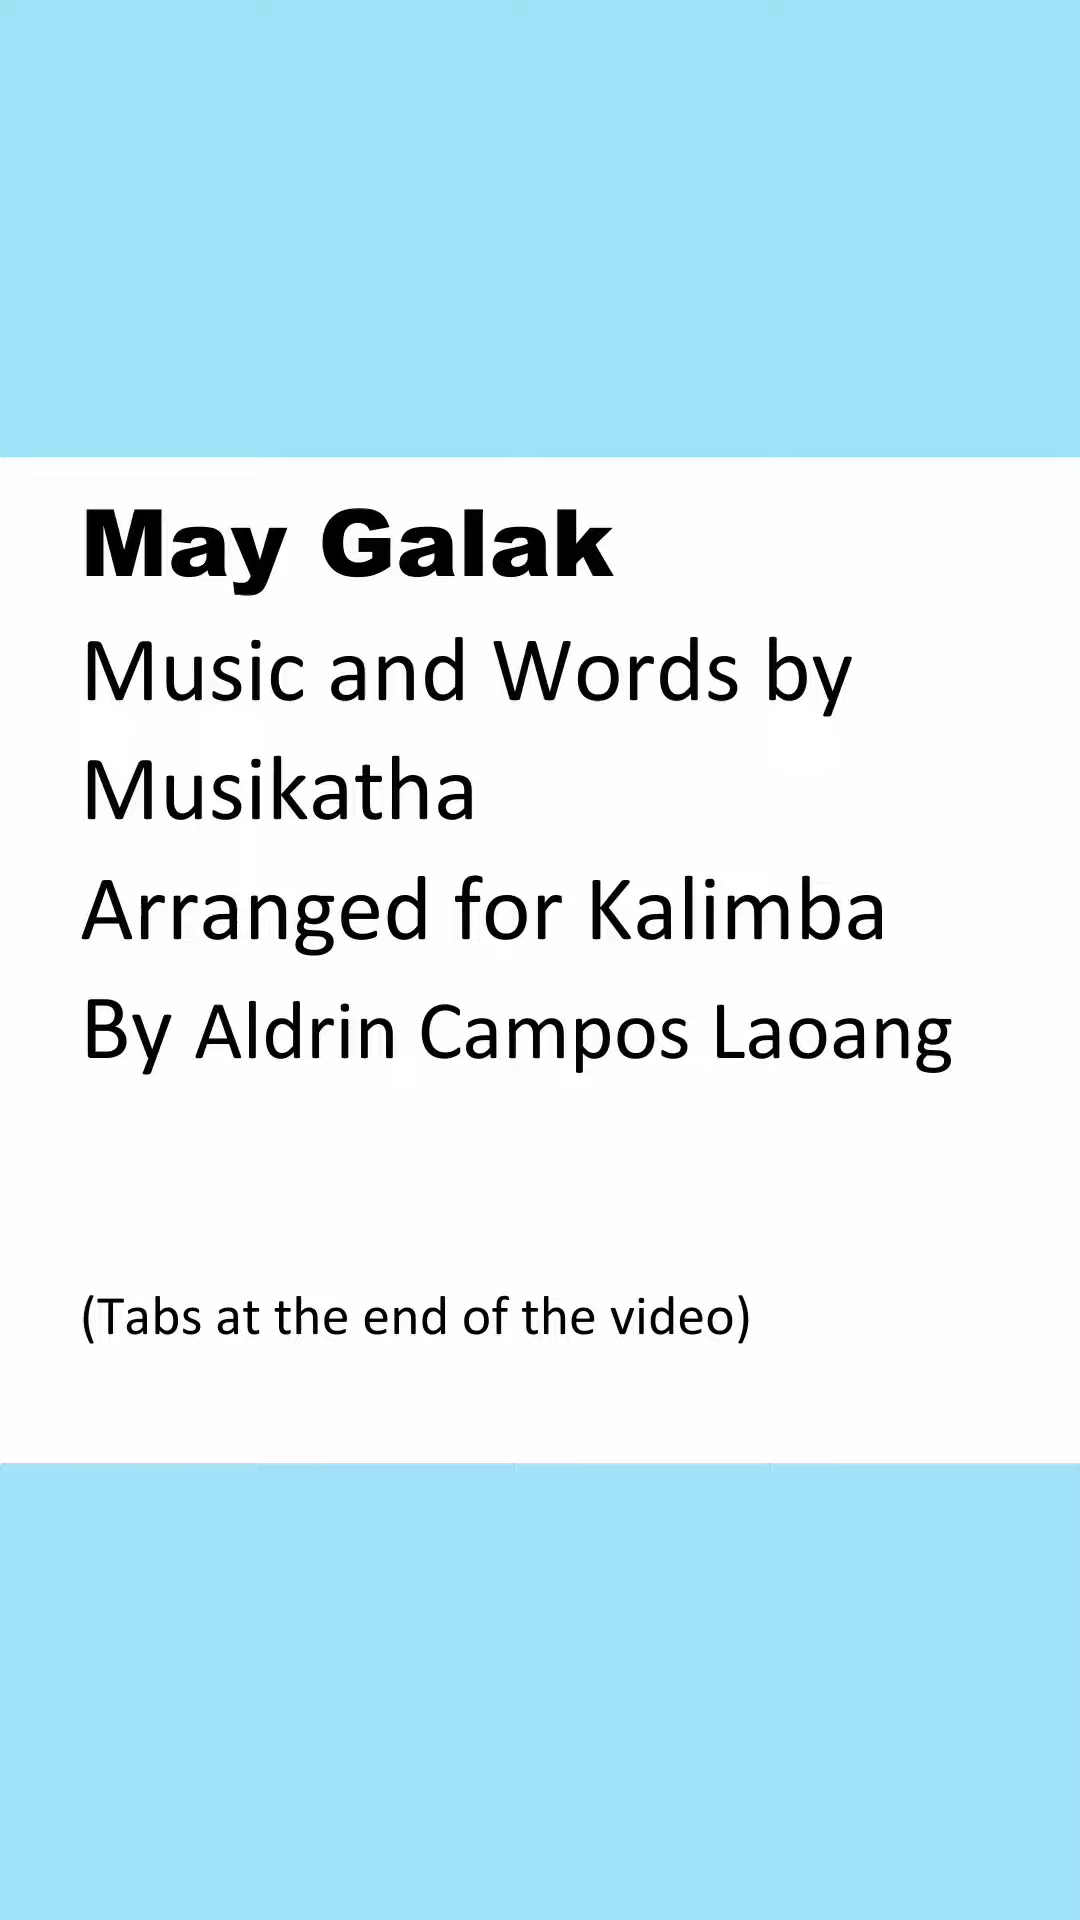 May Galak
Music and Words by
Musikatha
Arranged for Kalimba
By Aldrin Campos Laoang
(Tabs at the end of the video)